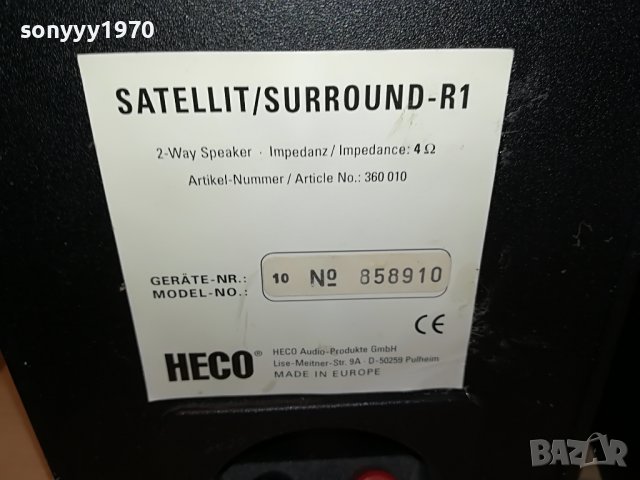 sonyyy1970
SATELLIT/SURROUND-R1
2-Way Speaker · Impedanz/Impedance: 4 Ω
Artikel-Nummer/Article No.: 360 010
GERÄTE-NR.:
MODEL-NO.:
10 № 858910
CE
HECO®
HECO Audio-Produkte GmbH
Lise-Meitner-Str. 9A · D-50259 Pulheim
MADE IN EUROPE
BAZAR